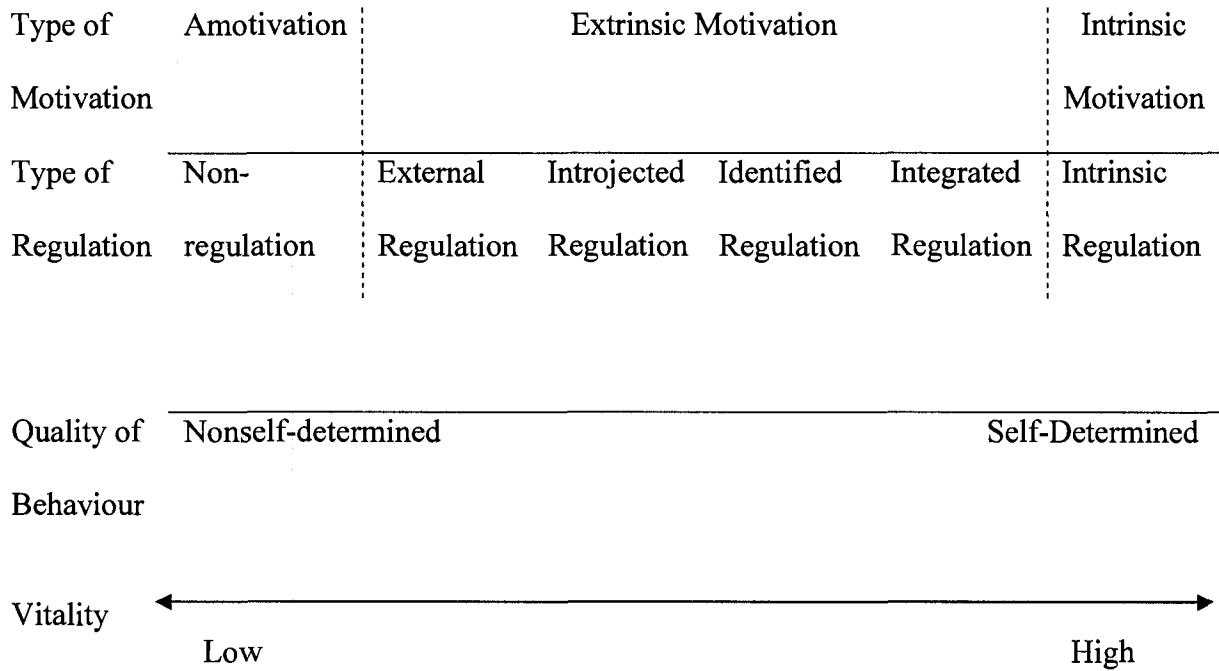 Type of Amotivation Extrinsic Motivation Intrinsic
Motivation Motivation
Type of Non- External Introjected Identified Integrated Intrinsic
Regulation regulation Regulation Regulation Regulation Regulation Regulation
Quality of Nonself-determined Self-Determined
Behaviour
Vitality
Low High